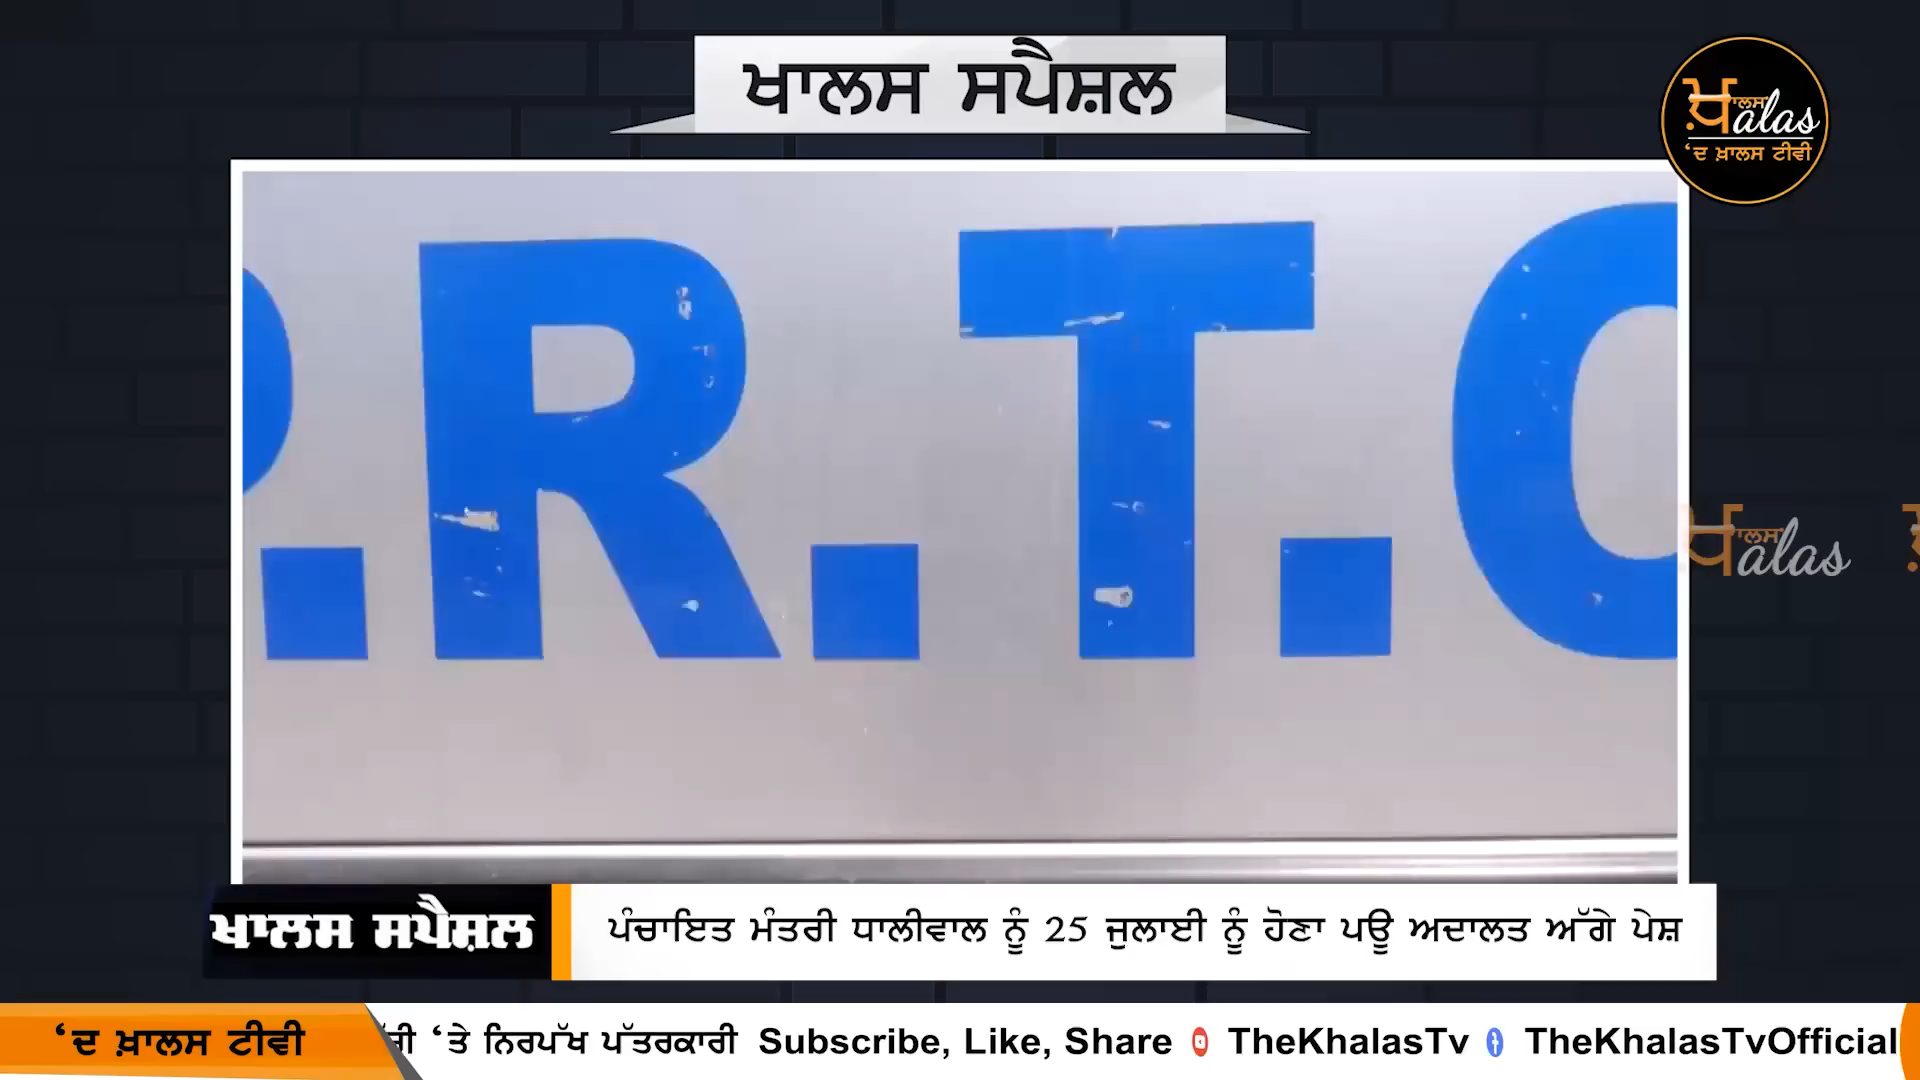 ਖਾਲਸ ਸਪੈਸ਼ਲ
ਖ਼ਾਲਸ alas
‘ਦ ਖ਼ਾਲਸ ਟੀਵੀ
P.R.T.C
ਖ਼ਾਲਸ alas
ਖਾਲਸ ਸਪੈਸ਼ਲ
ਪੰਚਾਇਤ ਮੰਤਰੀ ਧਾਲੀਵਾਲ ਨੂੰ 25 ਜੁਲਾਈ ਨੂੰ ਹੋਣਾ ਪਊ ਅਦਾਲਤ ਅੱਗੇ ਪੇਸ਼
‘ਦ ਖ਼ਾਲਸ ਟੀਵੀ
‘ਤੇ ਨਿਰਪੱਖ ਪੱਤਰਕਾਰੀ Subscribe, Like, Share TheKhalasTv TheKhalasTvOfficial